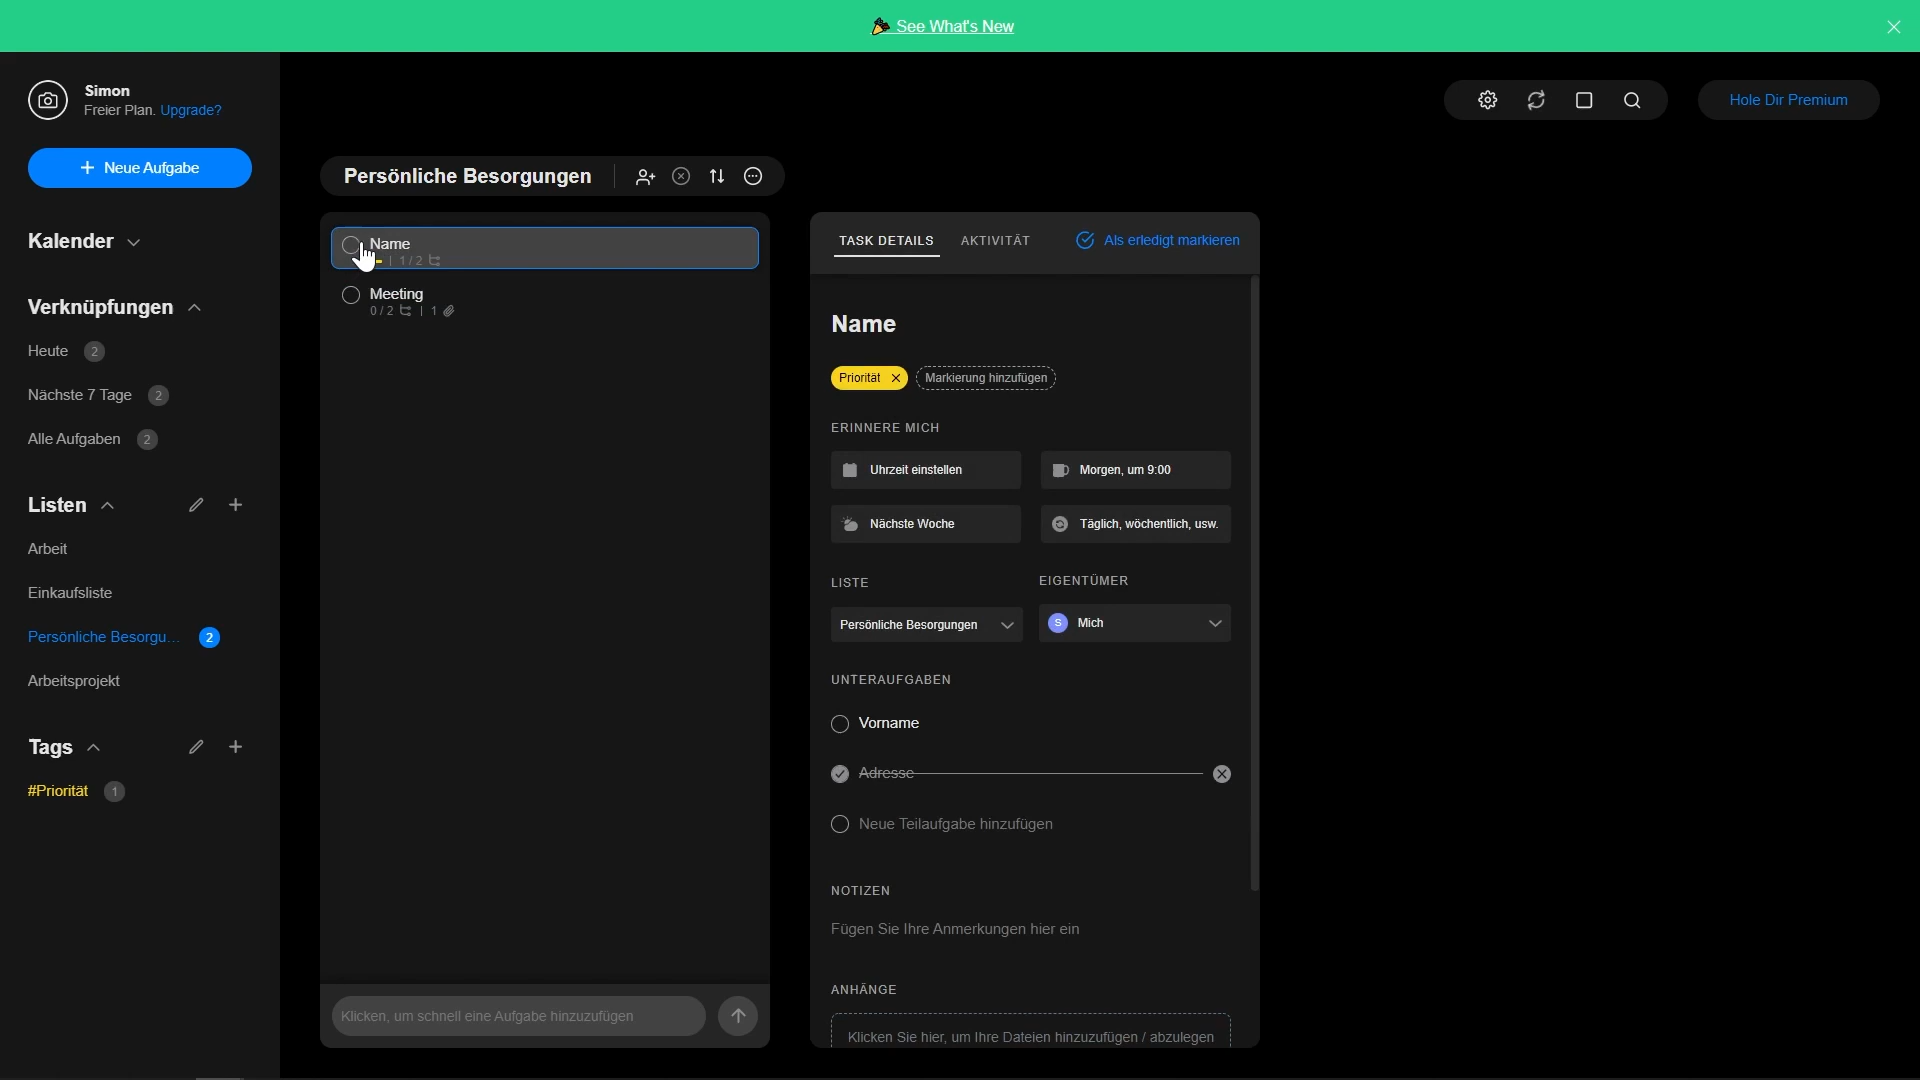 See What's New
Simon
Freier Plan. Upgrade?
Hole Dir Premium
Neue Aufgabe
Persönliche Besorgungen
Kalender
Verknüpfungen
Heute 2
Nächste 7 Tage 2
Alle Aufgaben 2
Listen
Arbeit
Einkaufsliste
Persönliche Besorgu... 2
Arbeitsprojekt
Tags
#Priorität 1
Name
| 1/2
Meeting
0/2 | 1
Klicken, um schnell eine Aufgabe hinzuzufügen
TASK DETAILS AKTIVITÄT Als erledigt markieren
Name
Priorität Markierung hinzufügen
ERINNERE MICH
Uhrzeit einstellen Morgen, um 9:00
Nächste Woche Täglich, wöchentlich, usw.
LISTE EIGENTÜMER
Persönliche Besorgungen S Mich
UNTERAUFGABEN
Vorname
Adresse
Neue Teilaufgabe hinzufügen
NOTIZEN
Fügen Sie Ihre Anmerkungen hier ein
ANHÄNGE
Klicken Sie hier, um Ihre Dateien hinzuzufügen / abzulegen